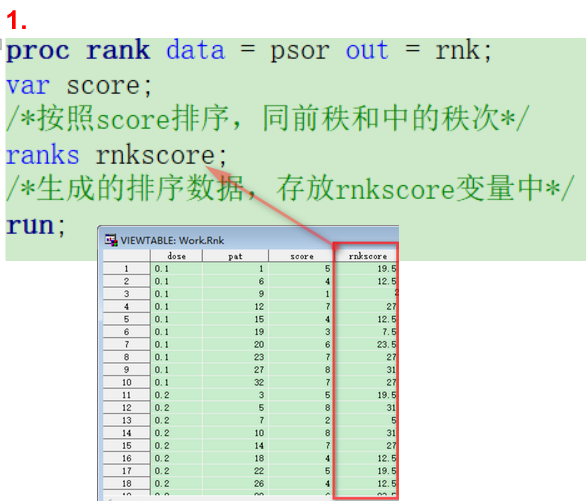 1.
proc rank data = psor out = rnk;
var score;
/*按照score排序，同前秩和中的秩次*/
ranks rnkscore;
/*生成的排序数据，存放rnkscore变量中*/
run;
VIEWTABLE: Work.Rnk
dose pat score rnkscore
1 0.1 1 5 19.5
2 0.1 6 4 12.5
3 0.1 9 1 2
4 0.1 12 7 27
5 0.1 15 4 12.5
6 0.1 19 3 7.5
7 0.1 20 6 23.5
8 0.1 23 7 27
9 0.1 27 8 31
10 0.1 32 7 27
11 0.2 3 5 19.5
12 0.2 5 8 31
13 0.2 7 2 5
14 0.2 10 8 31
15 0.2 14 7 27
16 0.2 18 4 12.5
17 0.2 22 5 19.5
18 0.2 26 4 12.5